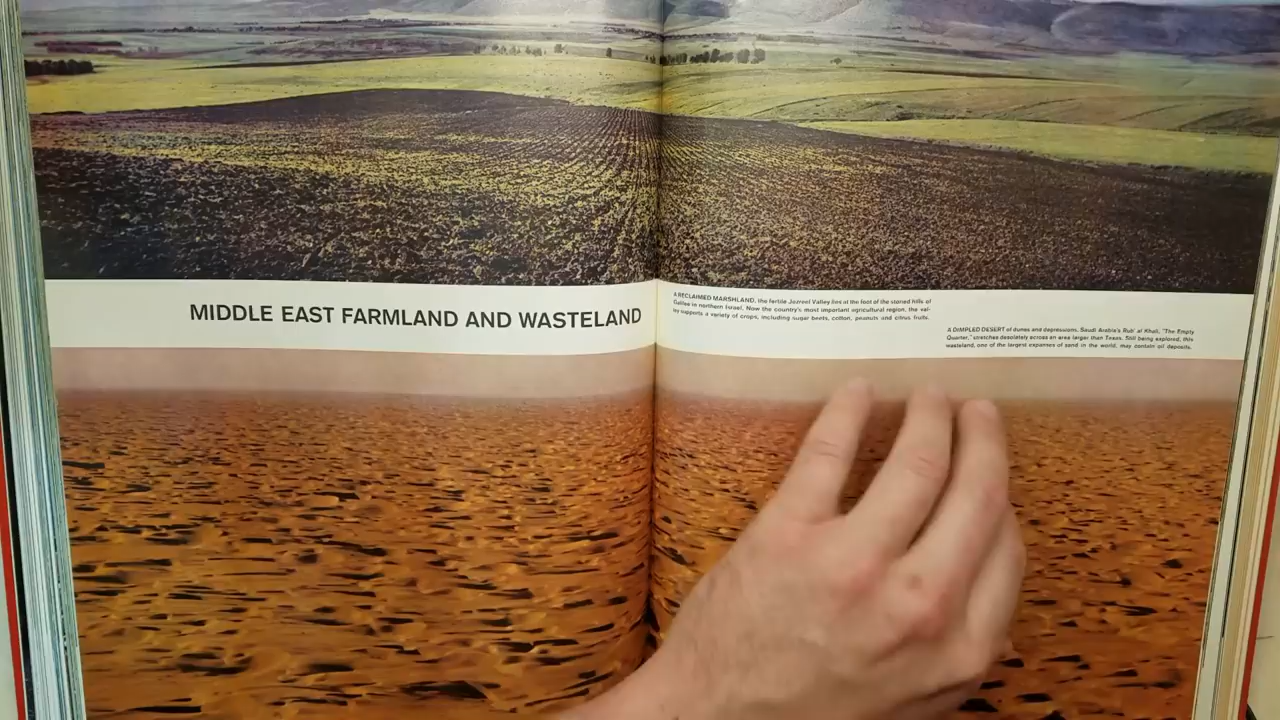 MIDDLE EAST FARMLAND AND WASTELAND
A RECLAIMED MARSHLAND, the fertile Jezreel Valley lies at the foot of the storied hills of
Galilee in northern Israel. Now the country's most important agricultural region, the val-
ley supports a variety of crops, including sugar beets, cotton, peanuts and citrus fruits.
A DIMPLED DESERT of dunes and depressions, Saudi Arabia's Rub' al Khali, "The Empty
Quarter," stretches desolately across an area larger than Texas. Still being explored, this
wasteland, one of the largest expanses of sand in the world, may contain oil deposits.